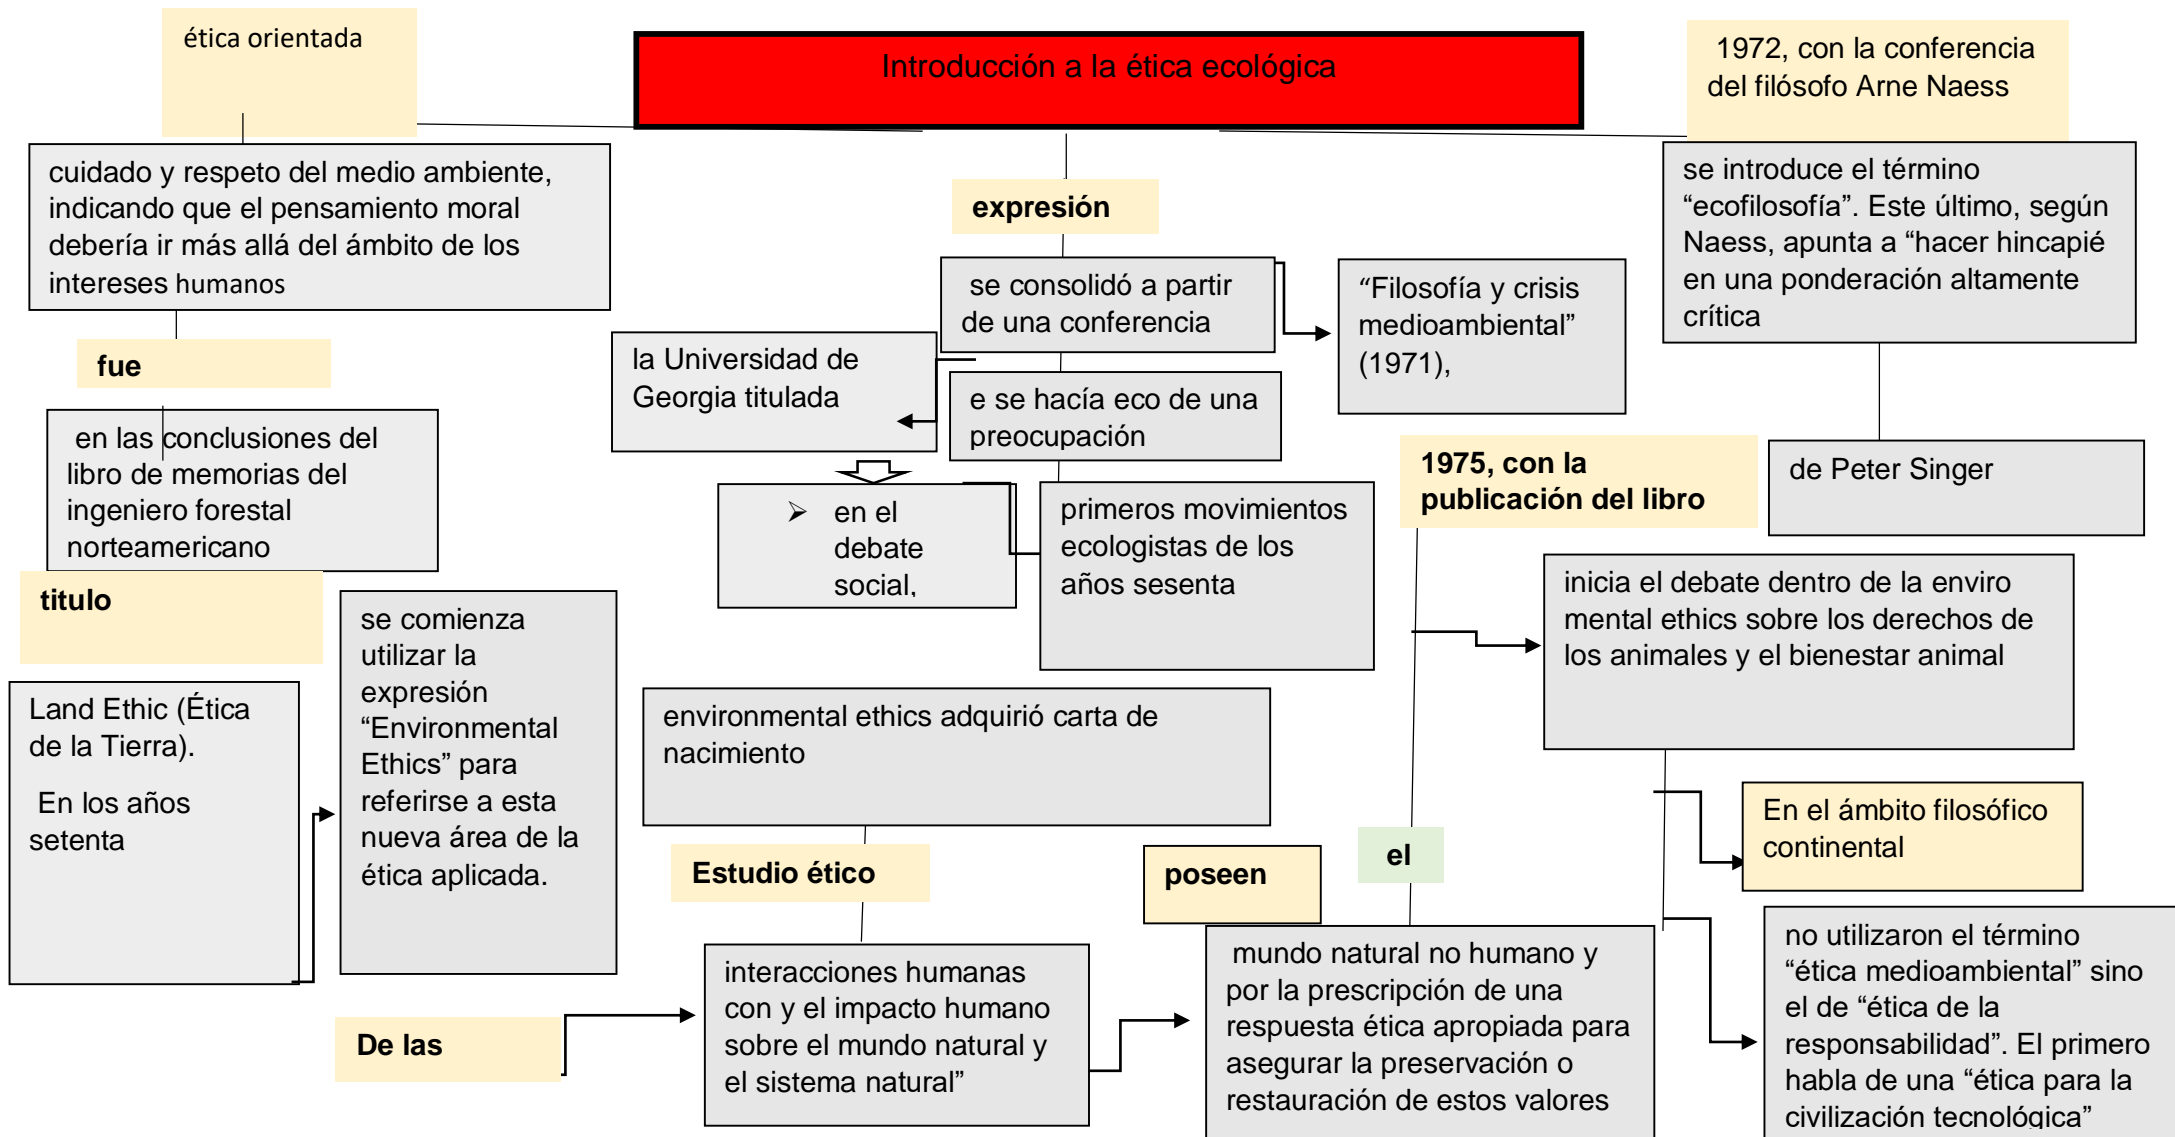 ética orientada
Introducción a la ética ecológica
1972, con la conferencia
del filósofo Arne Naess
cuidado y respeto del medio ambiente,
indicando que el pensamiento moral
debería ir más allá del ámbito de los
intereses humanos
expresión
se introduce el término
“ecofilosofía”. Este último, según
Naess, apunta a “hacer hincapié
en una ponderación altamente
crítica
se consolidó a partir
de una conferencia
“Filosofía y crisis
medioambiental”
(1971),
fue
la Universidad de
Georgia titulada
e se hacía eco de una
preocupación
en las conclusiones del
libro de memorias del
ingeniero forestal
norteamericano
1975, con la
publicación del libro
de Peter Singer
➢ en el
debate
social,
primeros movimientos
ecologistas de los
años sesenta
inicia el debate dentro de la enviro
mental ethics sobre los derechos de
los animales y el bienestar animal
titulo
se comienza
utilizar la
expresión
“Environmental
Ethics” para
referirse a esta
nueva área de la
ética aplicada.
Land Ethic (Ética
de la Tierra).
En los años
setenta
environmental ethics adquirió carta de
nacimiento
En el ámbito filosófico
continental
el
Estudio ético
poseen
interacciones humanas
con y el impacto humano
sobre el mundo natural y
el sistema natural”
mundo natural no humano y
por la prescripción de una
respuesta ética apropiada para
asegurar la preservación o
restauración de estos valores
no utilizaron el término
“ética medioambiental” sino
el de “ética de la
responsabilidad”. El primero
habla de una “ética para la
civilización tecnológica”
De las